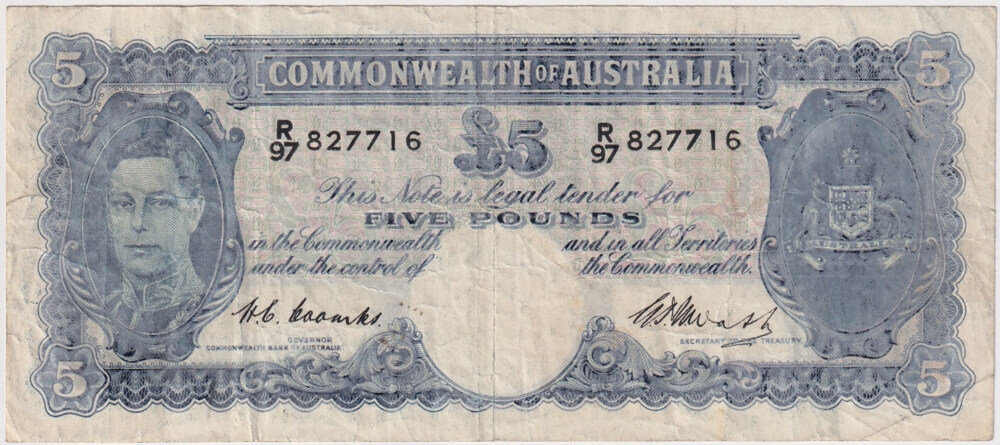 5 5
COMMONWEALTH OF AUSTRALIA
R/97 827716 £5 R/97 827716
This Note is legal tender for
FIVE POUNDS
in the Commonwealth and in all Territories
under the control of the Commonwealth.
AUSTRALIA
H.C. Coombs.
GOVERNOR SECRETARY TO THE TREASURY
COMMONWEALTH BANK OF AUSTRALIA
5 5